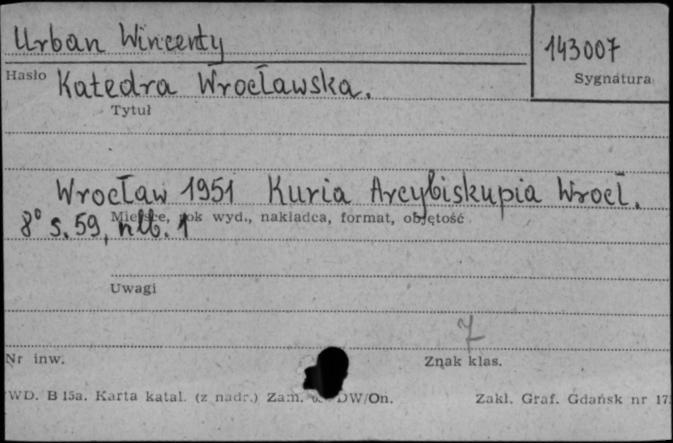 Urban Wincenty
143007
Hasło
Sygnatura
Katedra Wrocławska.
Tytuł
Wrocław 1951 Kuria Arcybiskupia Wrocł.
Miejsce, rok wyd., nakładca, format, objętość
8° s. 59, nlb. 1
Uwagi
7
Nr inw.
Znak klas.
WD. B 15a. Karta katal. (z nadr.) Zam. DW/On.
Zakł. Graf. Gdańsk nr